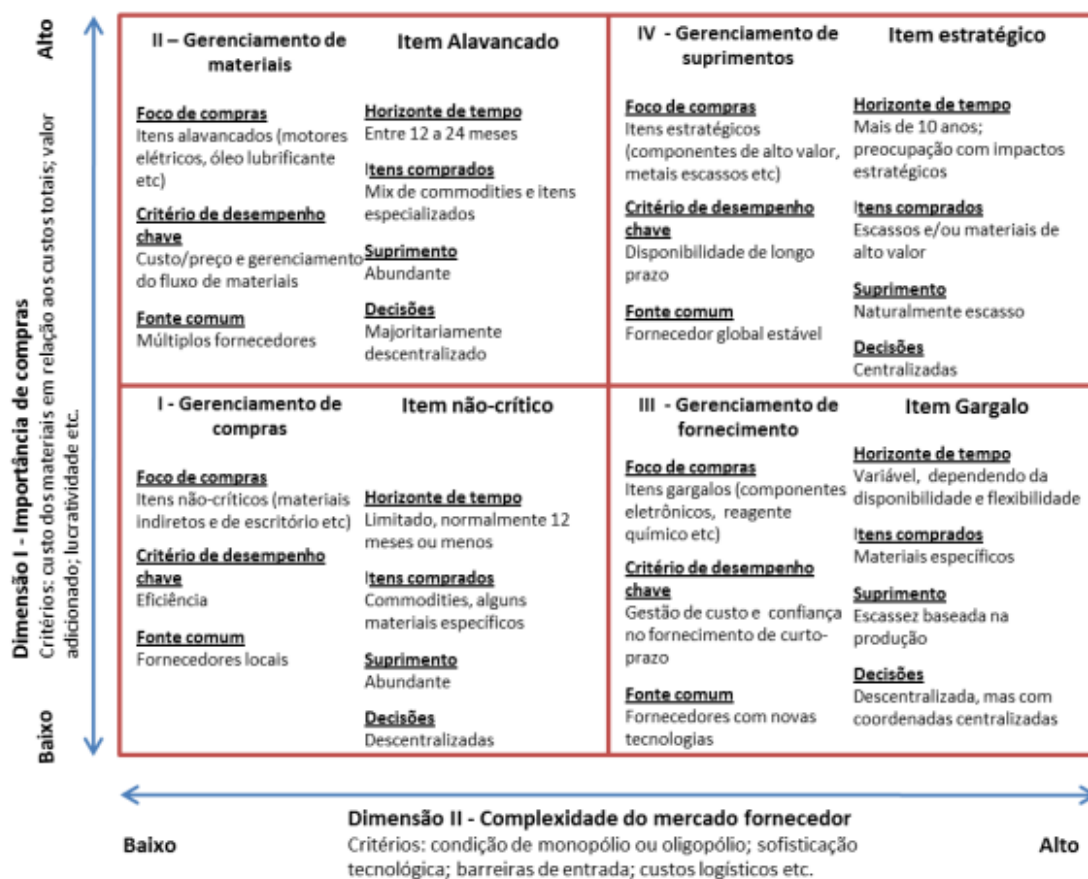 Alto
Dimensão I - Importância de compras
Critérios: custo dos materiais em relação aos custos totais; valor
adicionado; lucratividade etc.
Baixo
II – Gerenciamento de
materiais
Foco de compras
Itens alavancados (motores
elétricos, óleo lubrificante
etc)
Critério de desempenho
chave
Custo/preço e gerenciamento
do fluxo de materiais
Fonte comum
Múltiplos fornecedores
Item Alavancado
Horizonte de tempo
Entre 12 a 24 meses
Itens comprados
Mix de commodities e itens
especializados
Suprimento
Abundante
Decisões
Majoritariamente
descentralizado
IV - Gerenciamento de
suprimentos
Foco de compras
Itens estratégicos
(componentes de alto valor,
metais escassos etc)
Critério de desempenho
chave
Disponibilidade de longo
prazo
Fonte comum
Fornecedor global estável
Item estratégico
Horizonte de tempo
Mais de 10 anos;
preocupação com impactos
estratégicos
Itens comprados
Escassos e/ou materiais de
alto valor
Suprimento
Naturalmente escasso
Decisões
Centralizadas
I - Gerenciamento de
compras
Foco de compras
Itens não-críticos (materiais
indiretos e de escritório etc)
Critério de desempenho
chave
Eficiência
Fonte comum
Fornecedores locais
Item não-crítico
Horizonte de tempo
Limitado, normalmente 12
meses ou menos
Itens comprados
Commodities, alguns
materiais específicos
Suprimento
Abundante
Decisões
Descentralizadas
III - Gerenciamento de
fornecimento
Foco de compras
Itens gargalos (componentes
eletrônicos, reagente
químico etc)
Critério de desempenho
chave
Gestão de custo e confiança
no fornecimento de curto-
prazo
Fonte comum
Fornecedores com novas
tecnologias
Item Gargalo
Horizonte de tempo
Variável, dependendo da
disponibilidade e flexibilidade
Itens comprados
Materiais específicos
Suprimento
Escassez baseada na
produção
Decisões
Descentralizada, mas com
coordenadas centralizadas
Baixo
Dimensão II - Complexidade do mercado fornecedor
Critérios: condição de monopólio ou oligopólio; sofisticação
tecnológica; barreiras de entrada; custos logísticos etc.
Alto